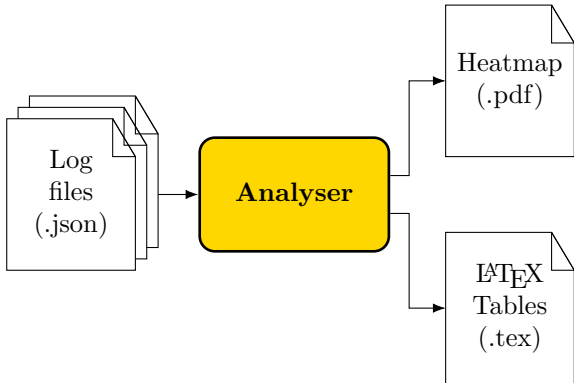 Log
files
(.json)
Analyser
Heatmap
(.pdf)
LATEX
Tables
(.tex)